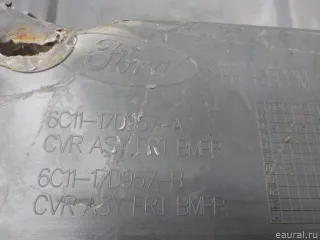 Ford
6C11-17D957-A
CVR ASY FRT BMPR
6C11-17D957-B
CVR ASY FRT BMPR
eaural.ru